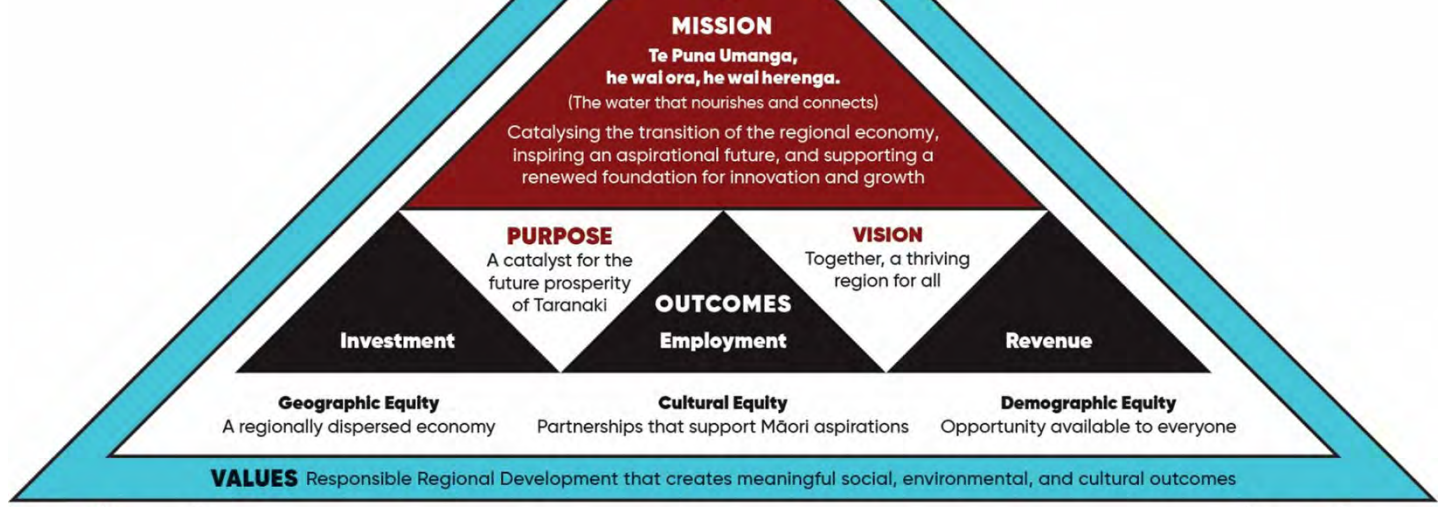 MISSION
Te Puna Umanga,
he wai ora, he wai herenga.
(The water that nourishes and connects)
Catalysing the transition of the regional economy,
inspiring an aspirational future, and supporting a
renewed foundation for innovation and growth
PURPOSE
A catalyst for the
future prosperity
of Taranaki
VISION
Together, a thriving
region for all
OUTCOMES
Investment
Employment
Revenue
Geographic Equity
A regionally dispersed economy
Cultural Equity
Partnerships that support Māori aspirations
Demographic Equity
Opportunity available to everyone
VALUES Responsible Regional Development that creates meaningful social, environmental, and cultural outcomes